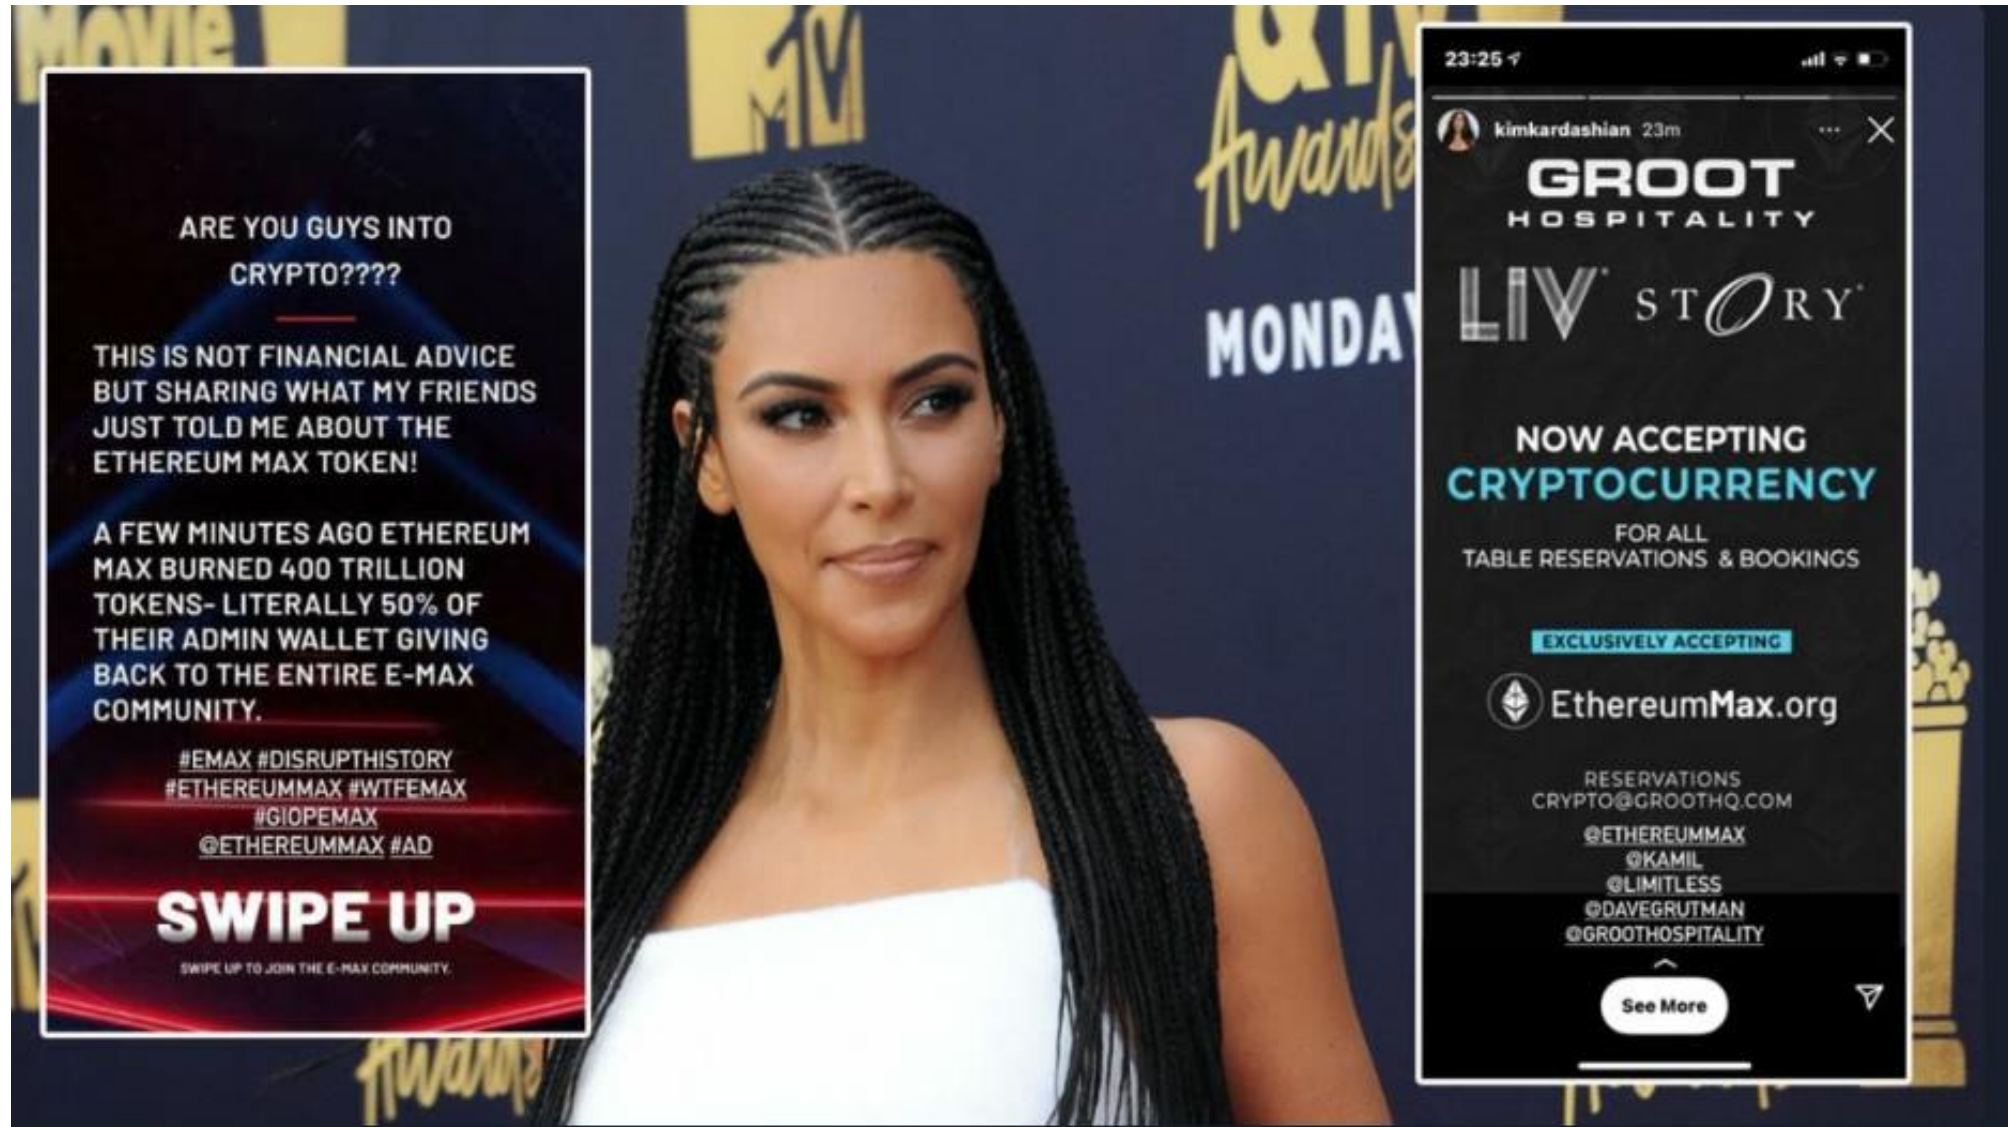 Movie
MTV
Awards
MONDAY
Awards
ARE YOU GUYS INTO
CRYPTO????
THIS IS NOT FINANCIAL ADVICE
BUT SHARING WHAT MY FRIENDS
JUST TOLD ME ABOUT THE
ETHEREUM MAX TOKEN!
A FEW MINUTES AGO ETHEREUM
MAX BURNED 400 TRILLION
TOKENS- LITERALLY 50% OF
THEIR ADMIN WALLET GIVING
BACK TO THE ENTIRE E-MAX
COMMUNITY.
#EMAX #DISRUPTHISTORY
#ETHEREUMMAX #WTFEMAX
#GIOPEMAX
@ETHEREUMMAX #AD
SWIPE UP
SWIPE UP TO JOIN THE E-MAX COMMUNITY.
23:25
kimkardashian 23m
GROOT
HOSPITALITY
LIV STORY
NOW ACCEPTING
CRYPTOCURRENCY
FOR ALL
TABLE RESERVATIONS & BOOKINGS
EXCLUSIVELY ACCEPTING
EthereumMax.org
RESERVATIONS
CRYPTO@GROOTHQ.COM
@ETHEREUMMAX
@KAMIL
@LIMITLESS
@DAVEGRUTMAN
@GROOTHOSPITALITY
See More